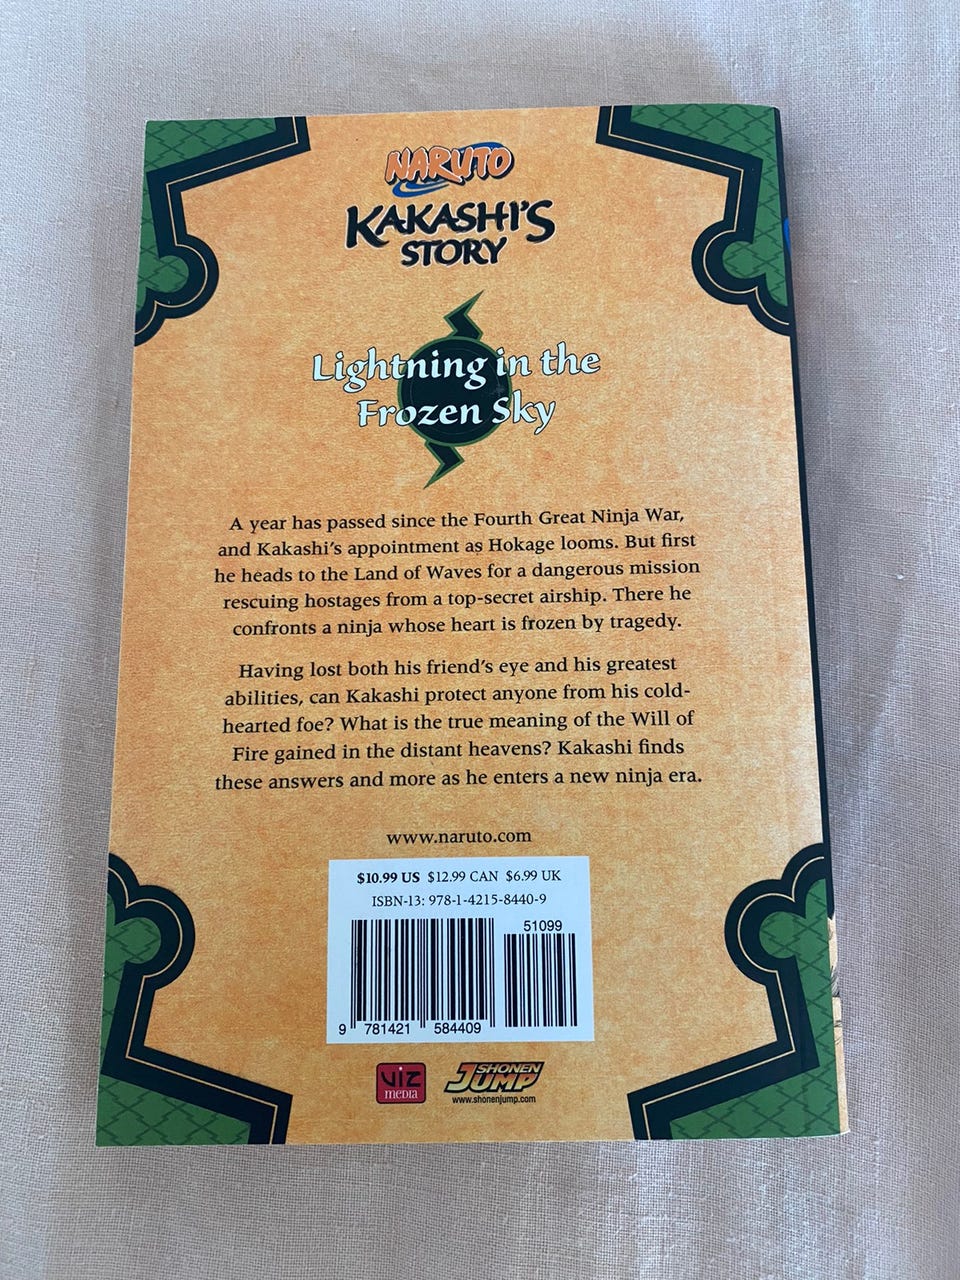 NARUTO
KAKASHI'S
STORY
Lightning in the
Frozen Sky
A year has passed since the Fourth Great Ninja War,
and Kakashi's appointment as Hokage looms. But first
he heads to the Land of Waves for a dangerous mission
rescuing hostages from a top-secret airship. There he
confronts a ninja whose heart is frozen by tragedy.
Having lost both his friend's eye and his greatest
abilities, can Kakashi protect anyone from his cold-
hearted foe? What is the true meaning of the Will of
Fire gained in the distant heavens? Kakashi finds
these answers and more as he enters a new ninja era.
www.naruto.com
$10.99 US $12.99 CAN $6.99 UK
ISBN-13: 978-1-4215-8440-9
51099
9 781421 584409
VIZ
MEDIA
SHONEN
JUMP
www.shonenjump.com